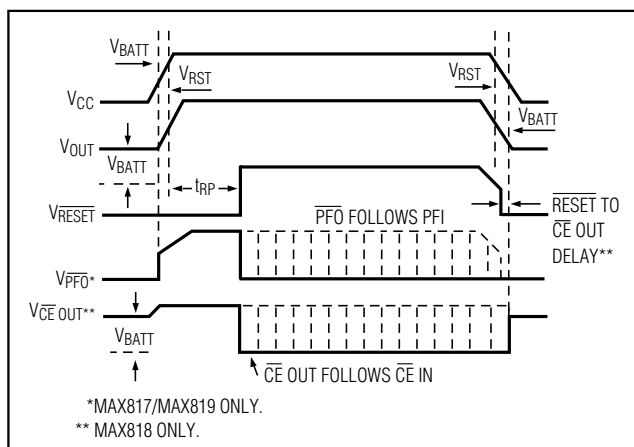 VBATT
VRST
VRST
VCC
VBATT
VOUT
VBATT
tRP
RESET TO
CE OUT
DELAY**
VRESET
PFO FOLLOWS PFI
VPFO*
VCE OUT**
VBATT
CE OUT FOLLOWS CE IN
*MAX817/MAX819 ONLY.
** MAX818 ONLY.